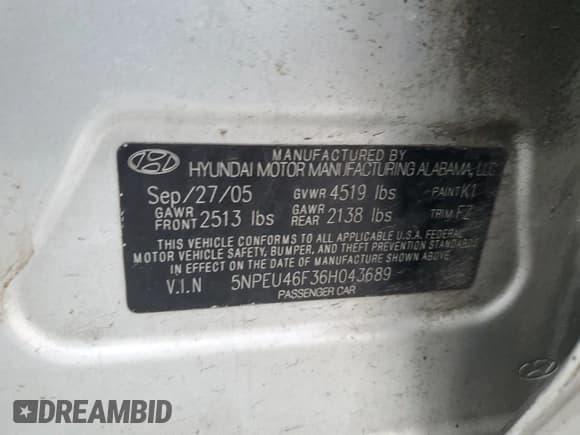 MANUFACTURED BY
HYUNDAI MOTOR MANUFACTURING ALABAMA, LLC
Sep/27/05 GVWR 4519 lbs PAINT K1
GAWR FRONT 2513 lbs GAWR REAR 2138 lbs TRIM FZ
THIS VEHICLE CONFORMS TO ALL APPLICABLE U.S.A. FEDERAL
MOTOR VEHICLE SAFETY, BUMPER, AND THEFT PREVENTION STANDARDS
IN EFFECT ON THE DATE OF MANUFACTURE SHOWN ABOVE.
V.I.N 5NPEU46F36H043689
PASSENGER CAR
DREAMBID